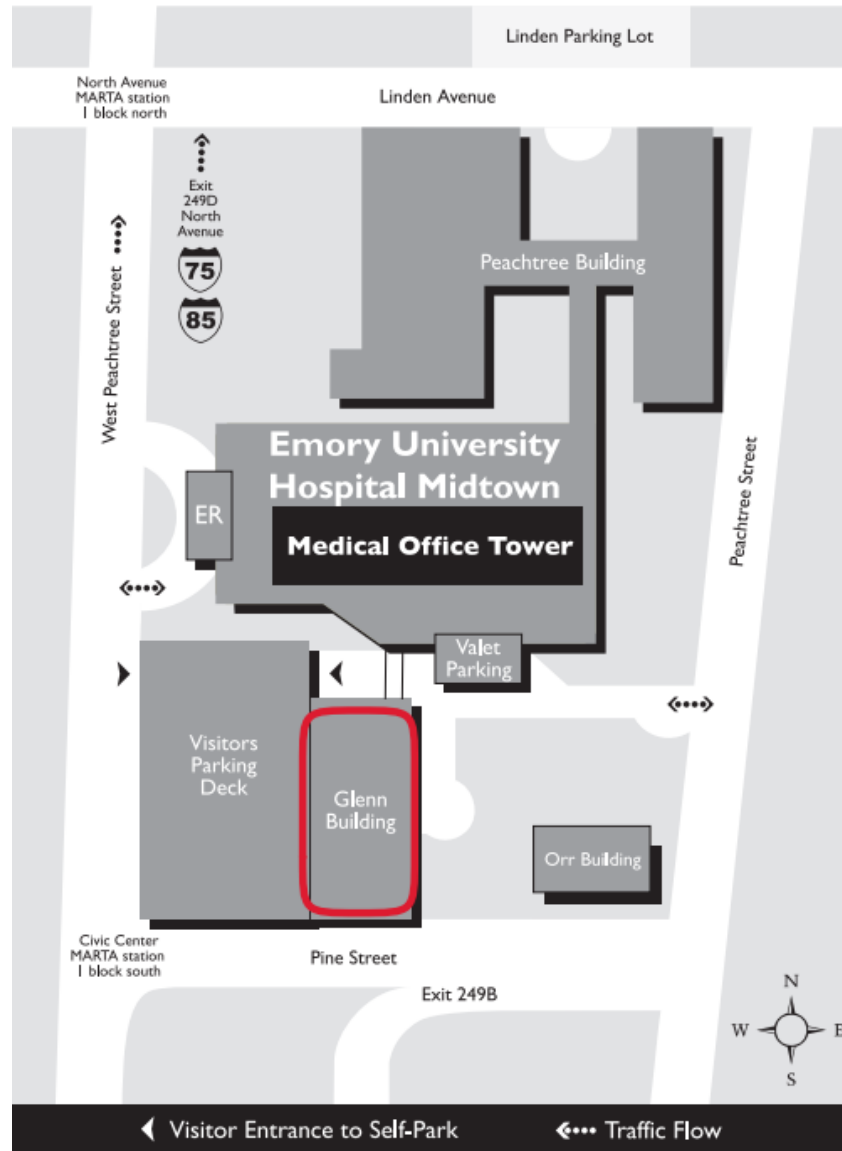 Linden Parking Lot
North Avenue
MARTA station
1 block north
Linden Avenue
Exit
249D
North
Avenue
75
85
West Peachtree Street
Peachtree Building
Emory University
Hospital Midtown
ER
Medical Office Tower
Peachtree Street
Valet
Parking
Visitors
Parking
Deck
Glenn
Building
Orr Building
Civic Center
MARTA station
1 block south
Pine Street
Exit 249B
N
W
E
S
Visitor Entrance to Self-Park
Traffic Flow